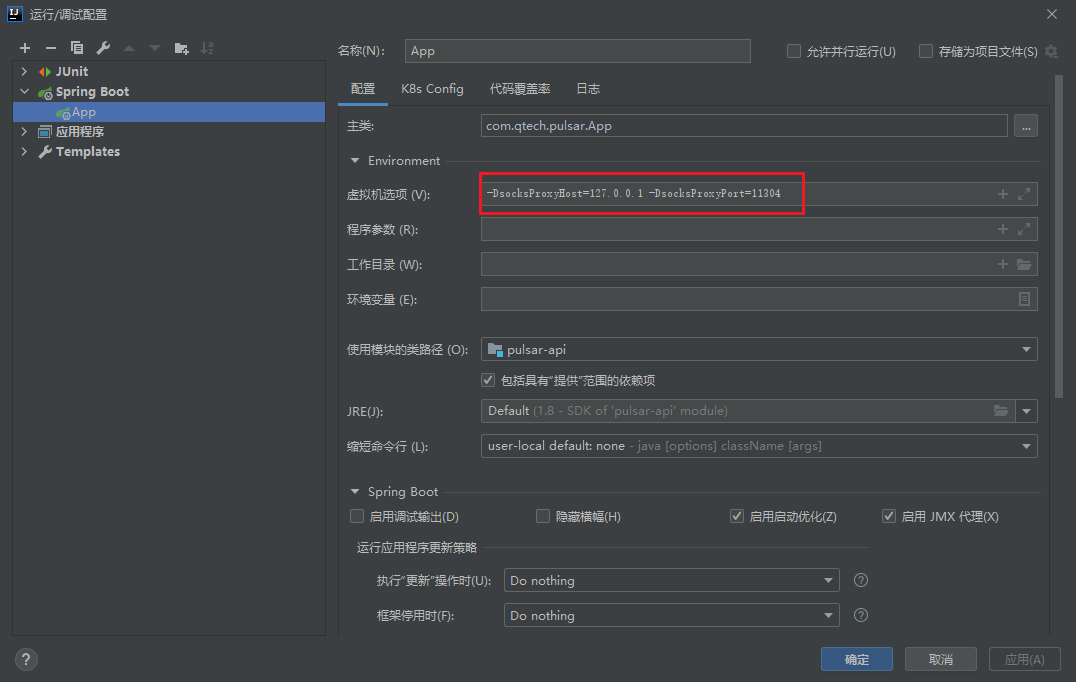 IJ 运行/调试配置
名称(N): App 允许并行运行(U) 存储为项目文件(S)
JUnit
Spring Boot
App
应用程序
Templates
配置 K8s Config 代码覆盖率 日志
主类: com.qtech.pulsar.App ...
Environment
虚拟机选项 (V): -DsocksProxyHost=127.0.0.1 -DsocksProxyPort=11304
程序参数 (R):
工作目录 (W):
环境变量 (E):
使用模块的类路径 (O): pulsar-api
包括具有“提供”范围的依赖项
JRE(J): Default (1.8 - SDK of 'pulsar-api' module)
缩短命令行 (L): user-local default: none - java [options] className [args]
Spring Boot
启用调试输出(D) 隐藏横幅(H) 启用启动优化(Z) 启用 JMX 代理(X)
运行应用程序更新策略
执行“更新”操作时(U): Do nothing ?
框架停用时(F): Do nothing ?
? 确定 取消 应用(A)